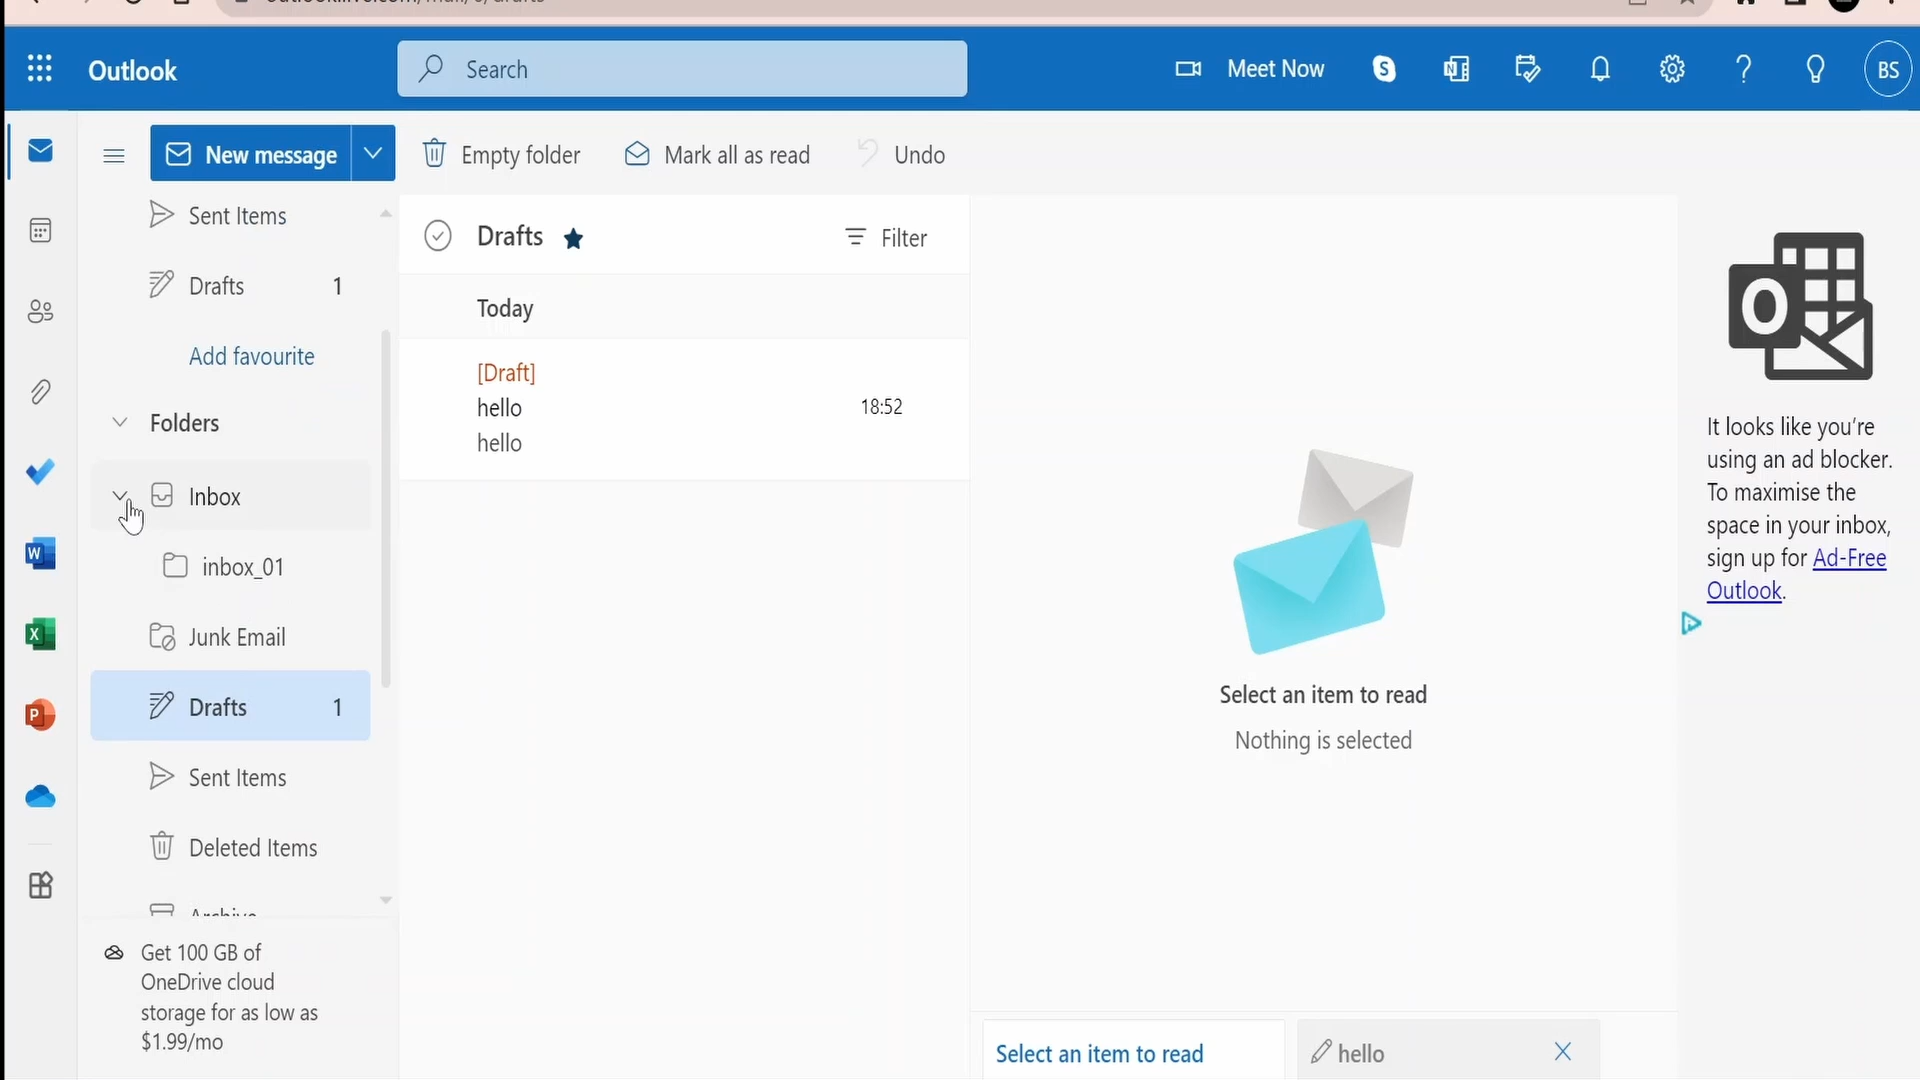 Outlook
Search
Meet Now
BS
New message
Empty folder
Mark all as read
Undo
Sent Items
Drafts 1
Add favourite
Folders
Inbox
inbox_01
Junk Email
Drafts 1
Sent Items
Deleted Items
Get 100 GB of
OneDrive cloud
storage for as low as
$1.99/mo
Drafts
Filter
Today
[Draft]
hello 18:52
hello
Select an item to read
Nothing is selected
Select an item to read
hello
It looks like you’re
using an ad blocker.
To maximise the
space in your inbox,
sign up for Ad-Free
Outlook.